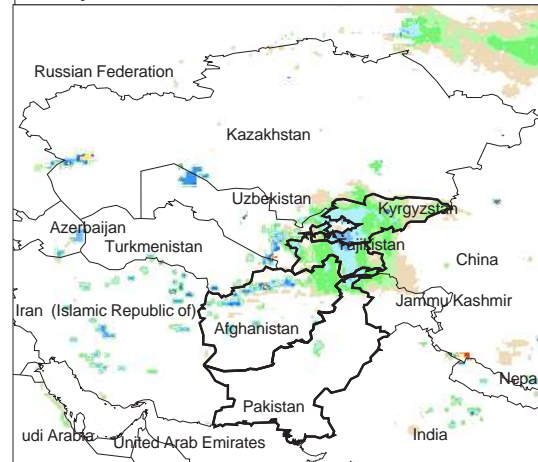 Russian Federation
Kazakhstan
Uzbekistan
Kyrgyzstan
Azerbaijan
Turkmenistan
Tajikistan
China
Jammu Kashmir
Iran (Islamic Republic of)
Afghanistan
Nepa
Pakistan
udi Arabia
United Arab Emirates
India